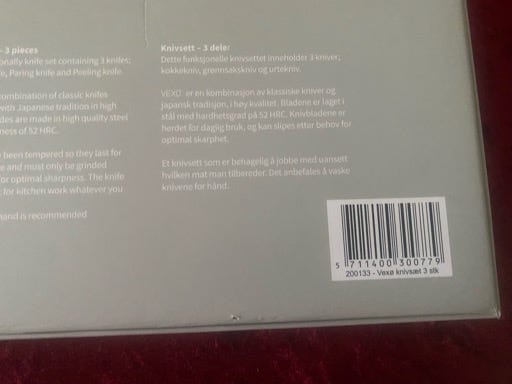 – 3 pieces
onally knife set containing 3 knifes;
fe, Paring knife and Peeling knife.
ombination of classic knifes
with Japanese tradition in high
des are made in high quality steel
ness of 52 HRC.
been tempered so they last for
e and must only be grinded
for optimal sharpness. The knife
t for kitchen work whatever you
hand is recommended
Knivsett – 3 deler
Dette funksjonelle knivsettet inneholder 3 kniver;
kokkekniv, grønnsakskniv og urtekniv.
VEXØ er en kombinasjon av klassiske kniver og
japansk tradisjon, i høy kvalitet. Bladene er laget i
stål med hardhetsgrad på 52 HRC. Knivbladene er
herdet for daglig bruk, og kan slipes etter behov for
optimal skarphet.
Et knivsett som er behagelig å jobbe med uansett
hvilken mat man tilbereder. Det anbefales å vaske
knivene for hånd.
5 711400 300779
200133 - Vexø knivsæt 3 stk